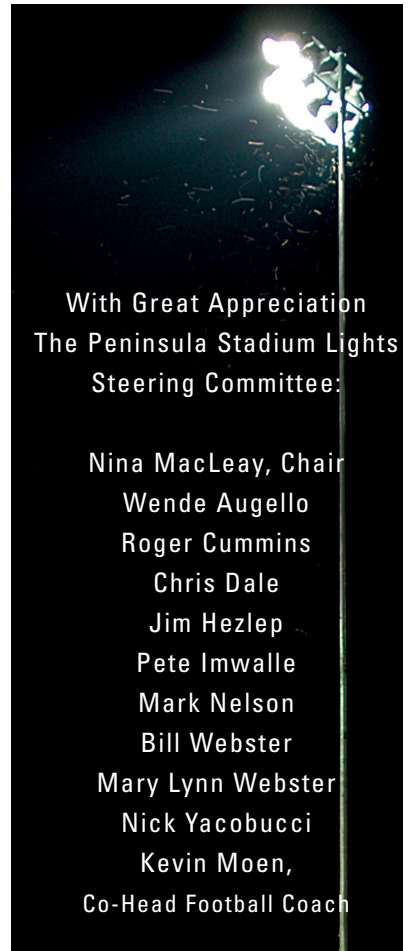 With Great Appreciation
The Peninsula Stadium Lights
Steering Committee:
Nina MacLeay, Chair
Wende Augello
Roger Cummins
Chris Dale
Jim Hezlep
Pete Imwalle
Mark Nelson
Bill Webster
Mary Lynn Webster
Nick Yacobucci
Kevin Moen,
Co-Head Football Coach